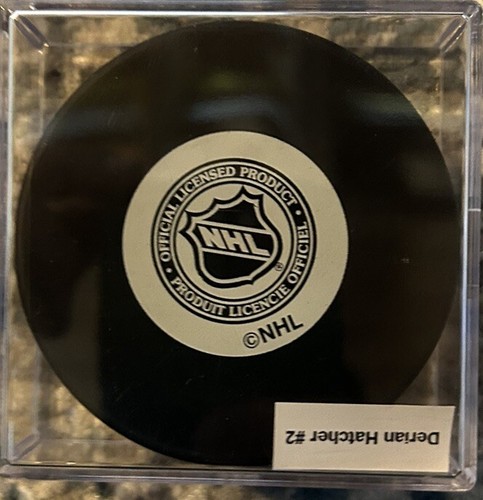 OFFICIAL LICENSED PRODUCT •
NHL
PRODUIT LICENCIE OFFICIEL •
©NHL
Derian Hatcher #2